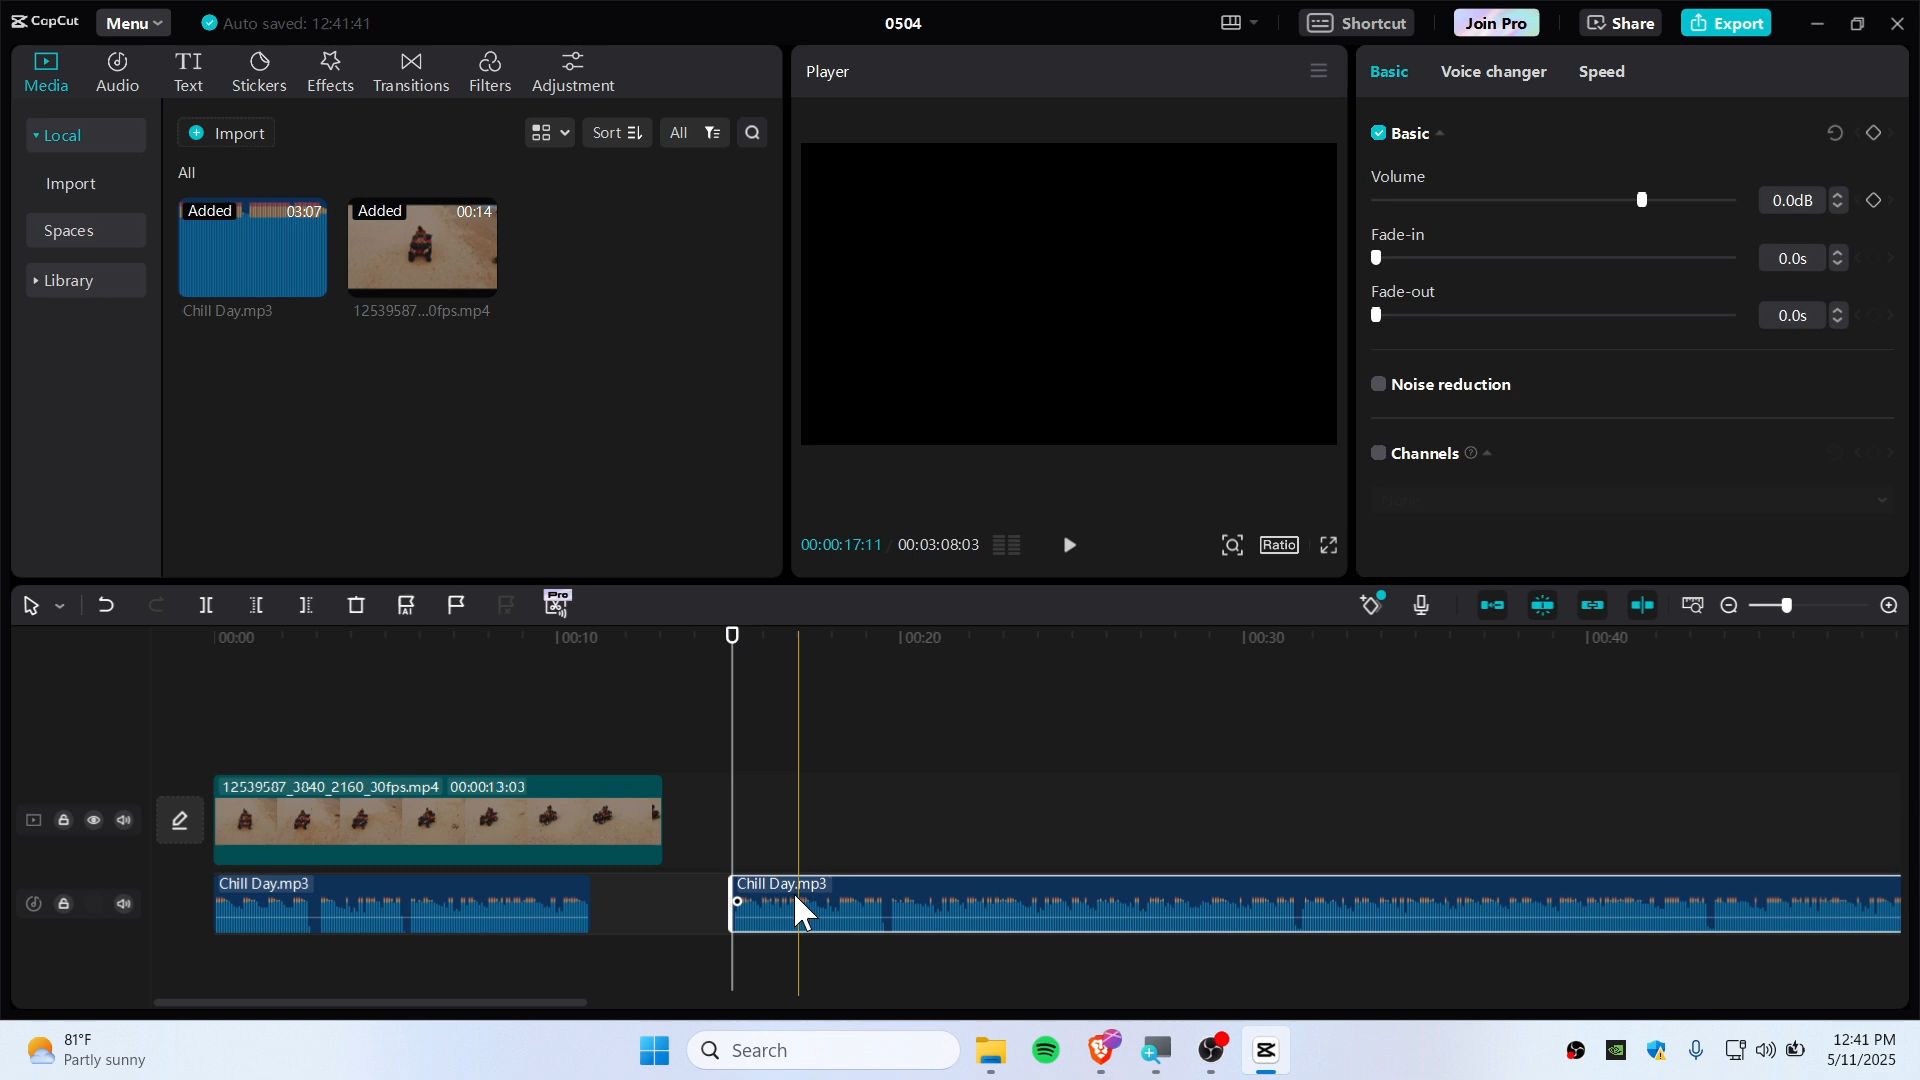 CapCut
Menu
Auto saved: 12:41:41
0504
Shortcut
Join Pro
Share
Export
Media
Audio
Text
Stickers
Effects
Transitions
Filters
Adjustment
Local
Import
Spaces
Library
Import
Sort
All
All
Added
03:07
Chill Day.mp3
Added
00:14
12539587...0fps.mp4
Player
00:00:17:11 / 00:03:08:03
Ratio
Basic
Voice changer
Speed
Basic
Volume
0.0dB
Fade-in
0.0s
Fade-out
0.0s
Noise reduction
Channels
None
Pro
00:00
00:10
00:20
00:30
00:40
12539587_3840_2160_30fps.mp4 00:00:13:03
Chill Day.mp3
Chill Day.mp3
81°F
Partly sunny
Search
12:41 PM
5/11/2025